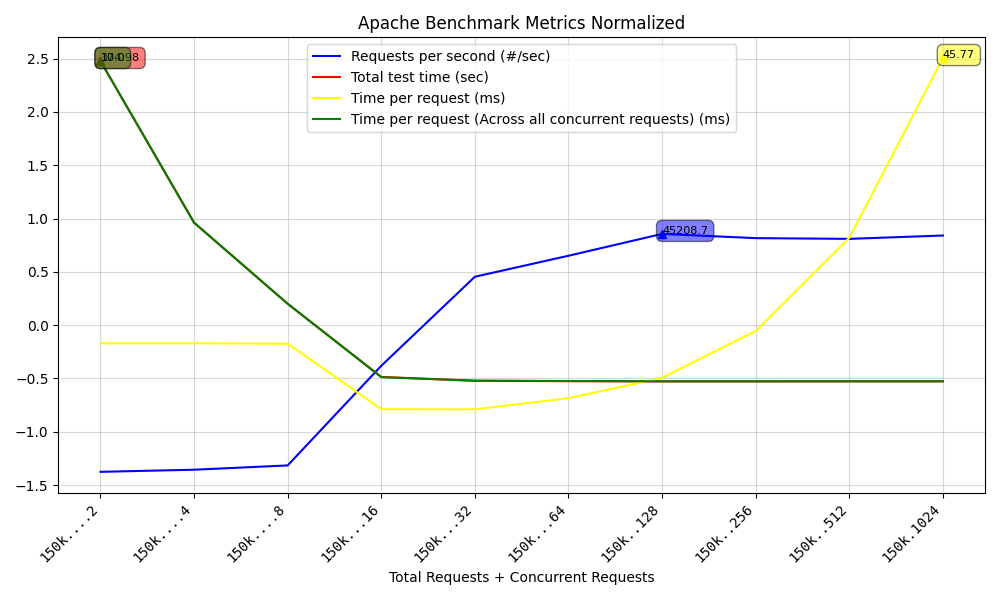 Apache Benchmark Metrics Normalized
Requests per second (#/sec)
Total test time (sec)
Time per request (ms)
Time per request (Across all concurrent requests) (ms)
45.77
45208.7
2.5
2.0
1.5
1.0
0.5
0.0
−0.5
−1.0
−1.5
150k....2
150k....4
150k....8
150k...16
150k...32
150k...64
150k..128
150k..256
150k..512
150k.1024
Total Requests + Concurrent Requests